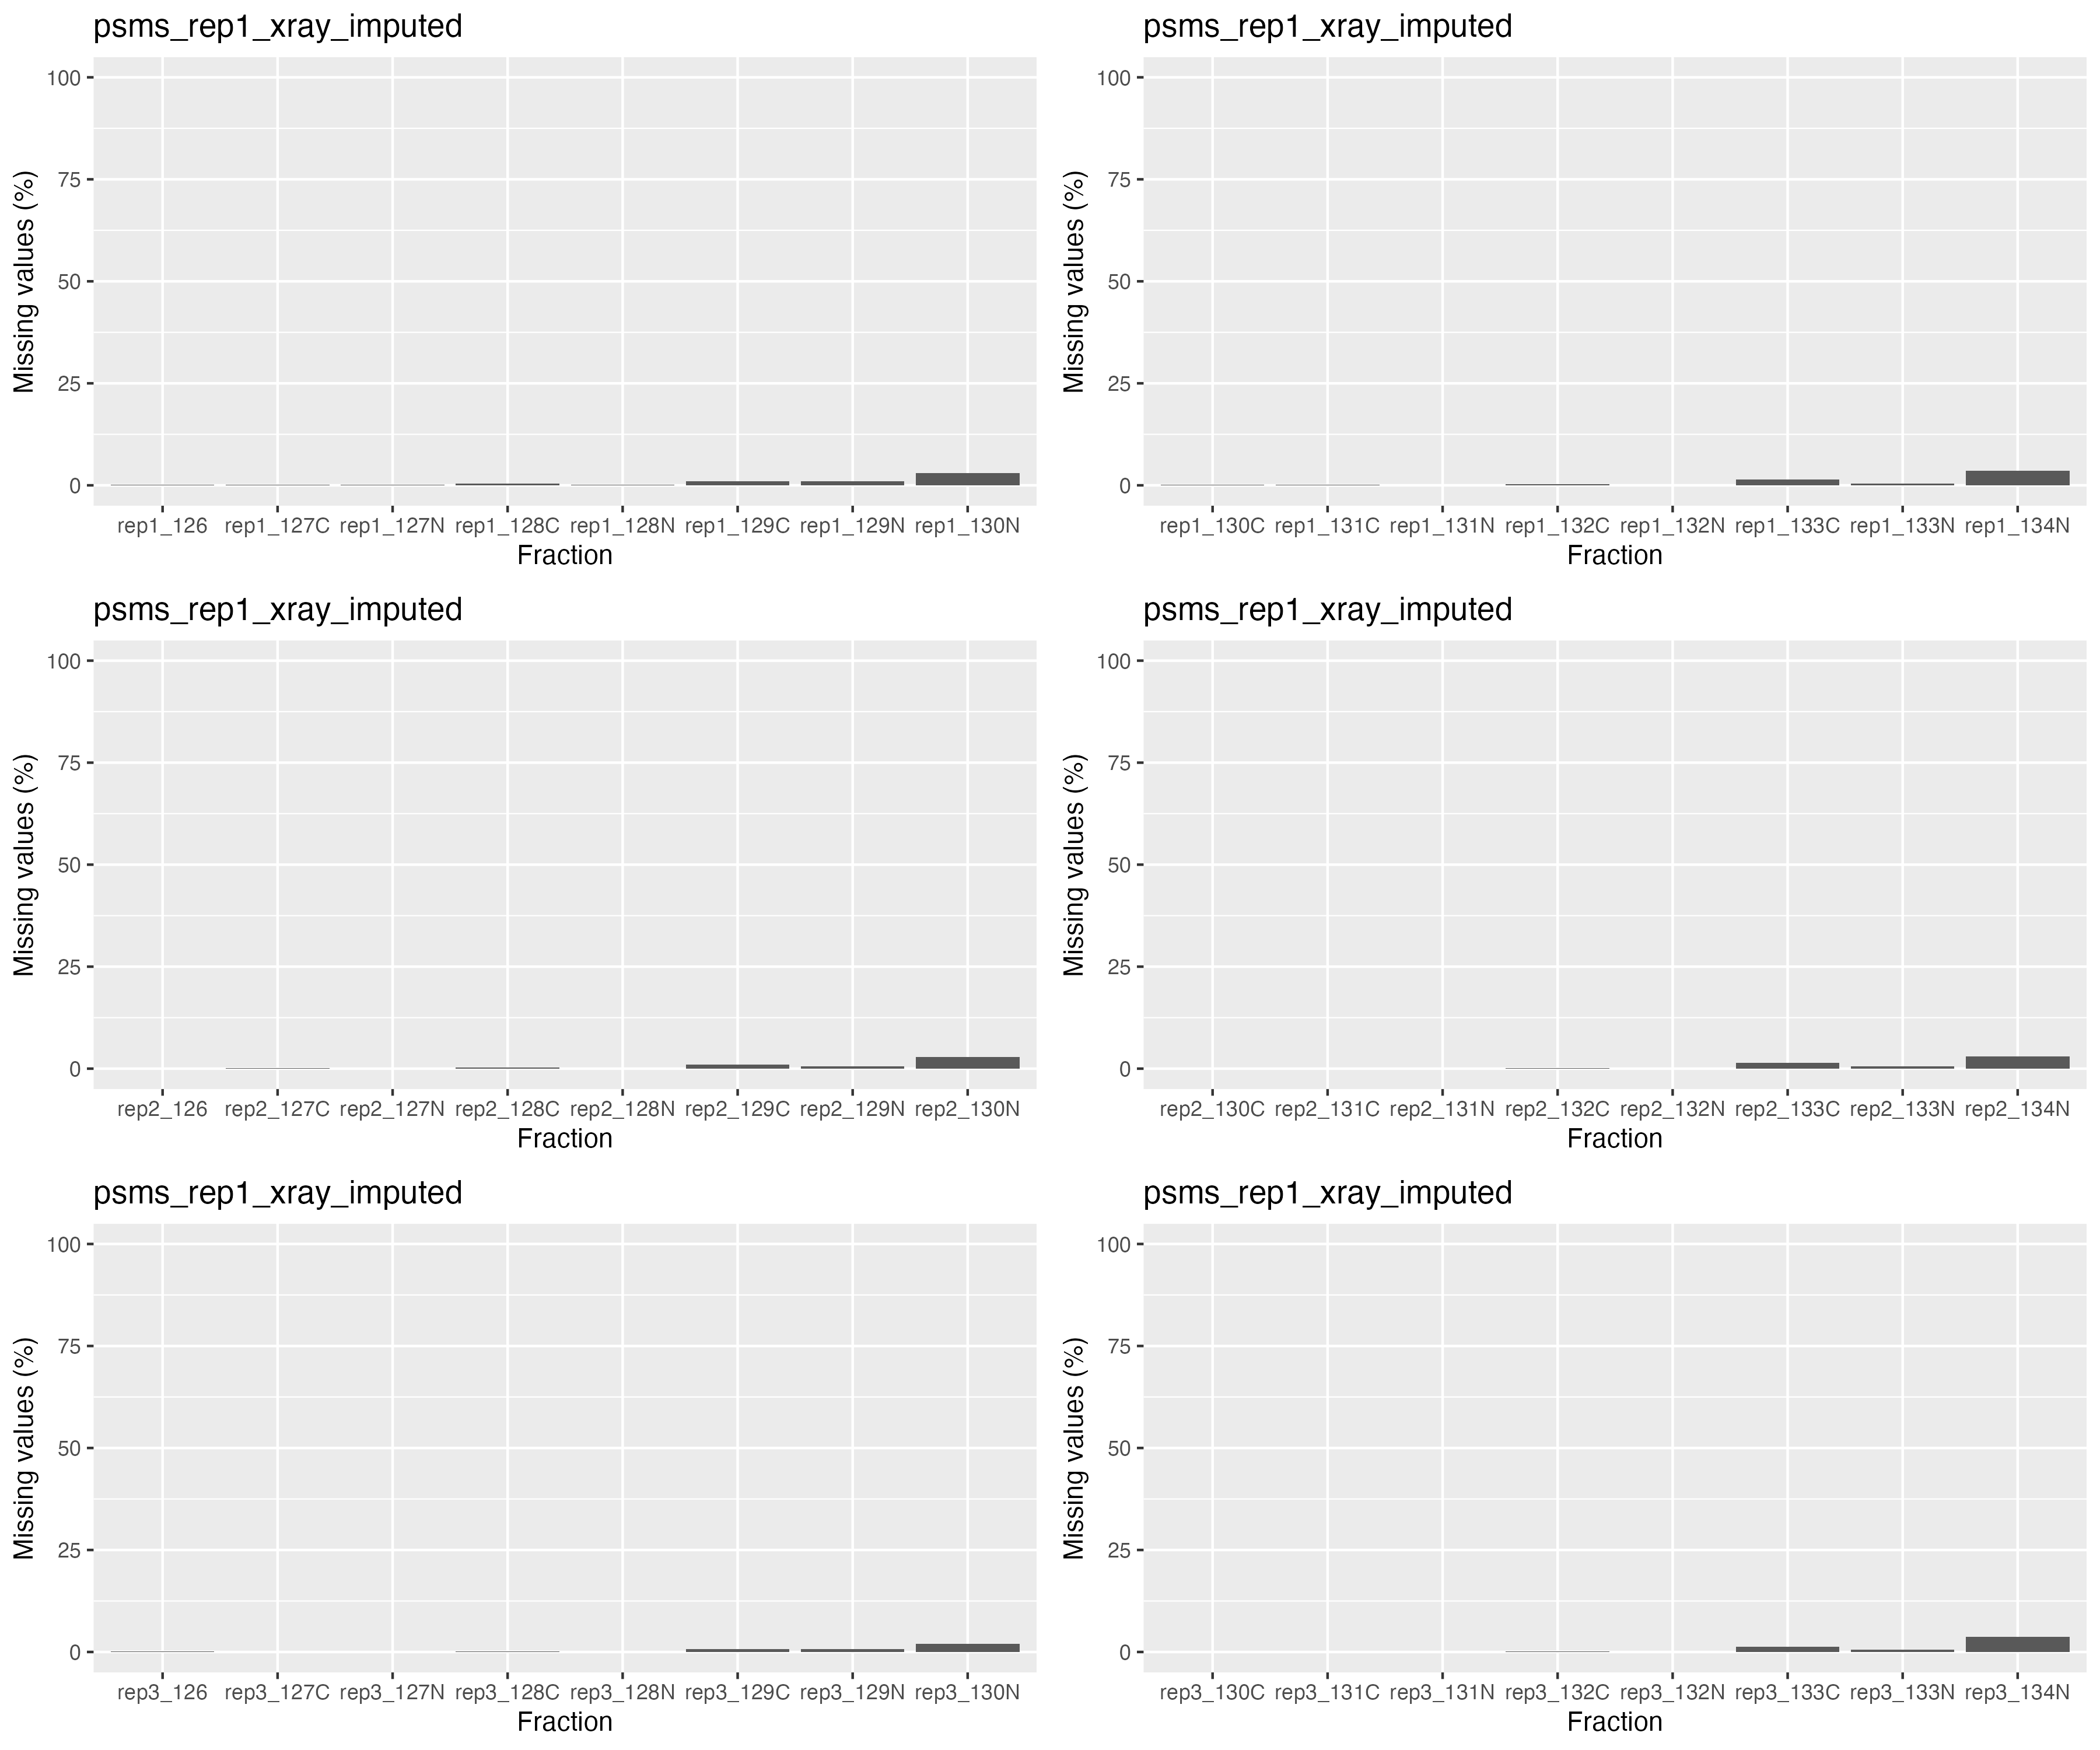 psms_rep1_xray_imputed
Missing values (%)
100
75
50
25
0
rep1_126 rep1_127C rep1_127N rep1_128C rep1_128N rep1_129C rep1_129N rep1_130N
Fraction
psms_rep1_xray_imputed
Missing values (%)
100
75
50
25
0
rep1_130C rep1_131C rep1_131N rep1_132C rep1_132N rep1_133C rep1_133N rep1_134N
Fraction
psms_rep1_xray_imputed
Missing values (%)
100
75
50
25
0
rep2_126 rep2_127C rep2_127N rep2_128C rep2_128N rep2_129C rep2_129N rep2_130N
Fraction
psms_rep1_xray_imputed
Missing values (%)
100
75
50
25
0
rep2_130C rep2_131C rep2_131N rep2_132C rep2_132N rep2_133C rep2_133N rep2_134N
Fraction
psms_rep1_xray_imputed
Missing values (%)
100
75
50
25
0
rep3_126 rep3_127C rep3_127N rep3_128C rep3_128N rep3_129C rep3_129N rep3_130N
Fraction
psms_rep1_xray_imputed
Missing values (%)
100
75
50
25
0
rep3_130C rep3_131C rep3_131N rep3_132C rep3_132N rep3_133C rep3_133N rep3_134N
Fraction